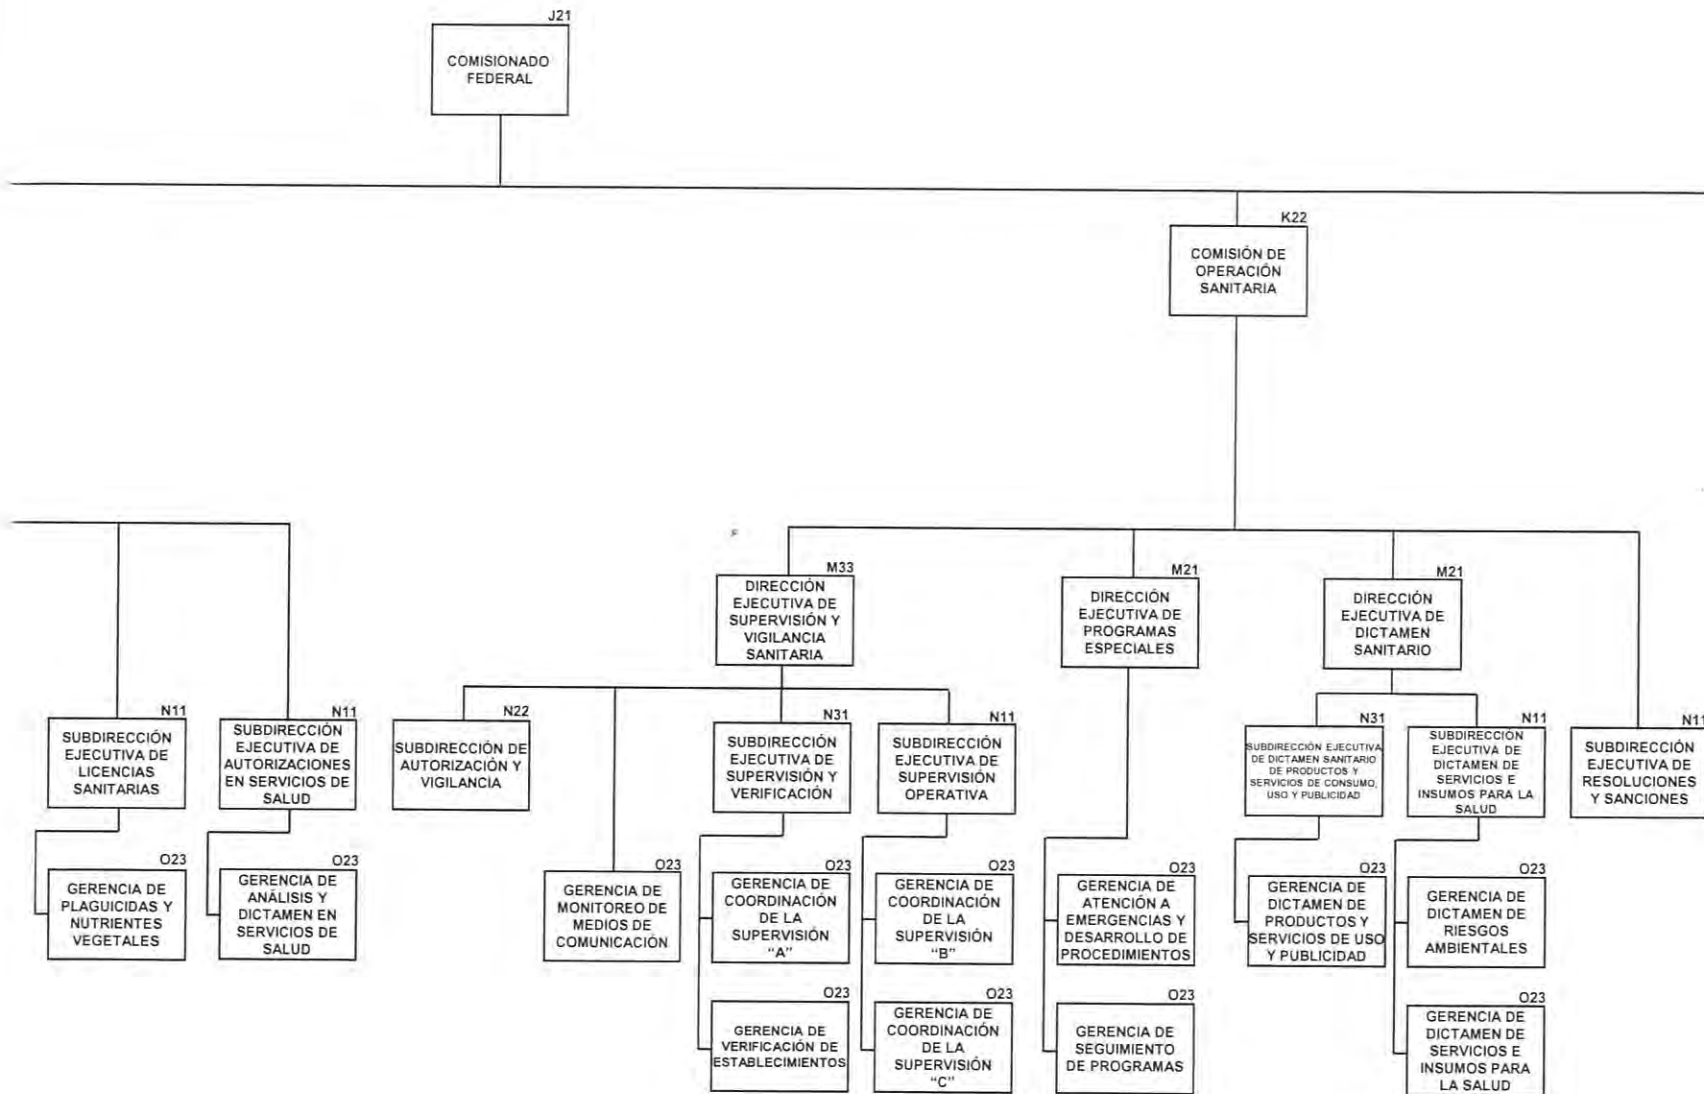 J21
COMISIONADO
FEDERAL
K22
COMISIÓN DE
OPERACIÓN
SANITARIA
M33
DIRECCIÓN
EJECUTIVA DE
SUPERVISIÓN Y
VIGILANCIA
SANITARIA
M21
DIRECCIÓN
EJECUTIVA DE
PROGRAMAS
ESPECIALES
M21
DIRECCIÓN
EJECUTIVA DE
DICTAMEN
SANITARIO
N11
SUBDIRECCIÓN
EJECUTIVA DE
LICENCIAS
SANITARIAS
N11
SUBDIRECCIÓN
EJECUTIVA DE
AUTORIZACIONES
EN SERVICIOS DE
SALUD
N22
SUBDIRECCIÓN DE
AUTORIZACIÓN Y
VIGILANCIA
N31
SUBDIRECCIÓN
EJECUTIVA DE
SUPERVISIÓN Y
VERIFICACIÓN
N11
SUBDIRECCIÓN
EJECUTIVA DE
SUPERVISIÓN
OPERATIVA
N31
SUBDIRECCIÓN EJECUTIVA
DE DICTAMEN SANITARIO
DE PRODUCTOS Y
SERVICIOS DE CONSUMO,
USO Y PUBLICIDAD
N11
SUBDIRECCIÓN
EJECUTIVA DE
DICTAMEN DE
SERVICIOS E
INSUMOS PARA LA
SALUD
N11
SUBDIRECCIÓN
EJECUTIVA DE
RESOLUCIONES
Y SANCIONES
O23
GERENCIA DE
PLAGUICIDAS Y
NUTRIENTES
VEGETALES
O23
GERENCIA DE
ANÁLISIS Y
DICTAMEN EN
SERVICIOS DE
SALUD
O23
GERENCIA DE
MONITOREO DE
MEDIOS DE
COMUNICACIÓN
O23
GERENCIA DE
COORDINACIÓN
DE LA
SUPERVISIÓN
“A”
O23
GERENCIA DE
COORDINACIÓN
DE LA
SUPERVISIÓN
“B”
O23
GERENCIA DE
ATENCIÓN A
EMERGENCIAS Y
DESARROLLO DE
PROCEDIMIENTOS
O23
GERENCIA DE
DICTAMEN DE
PRODUCTOS Y
SERVICIOS DE USO
Y PUBLICIDAD
O23
GERENCIA DE
DICTAMEN DE
RIESGOS
AMBIENTALES
O23
GERENCIA DE
VERIFICACIÓN DE
ESTABLECIMIENTOS
O23
GERENCIA DE
COORDINACIÓN
DE LA
SUPERVISIÓN
“C”
O23
GERENCIA DE
SEGUIMIENTO
DE PROGRAMAS
O23
GERENCIA DE
DICTAMEN DE
SERVICIOS E
INSUMOS PARA
LA SALUD